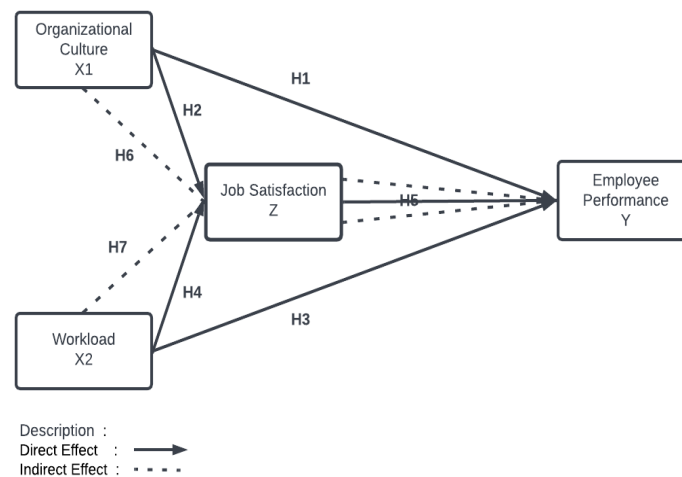 Organizational
Culture
X1
H1
H2
H6
Job Satisfaction
Z
H5
Employee
Performance
Y
H7
H4
H3
Workload
X2
Description :
Direct Effect :
Indirect Effect :